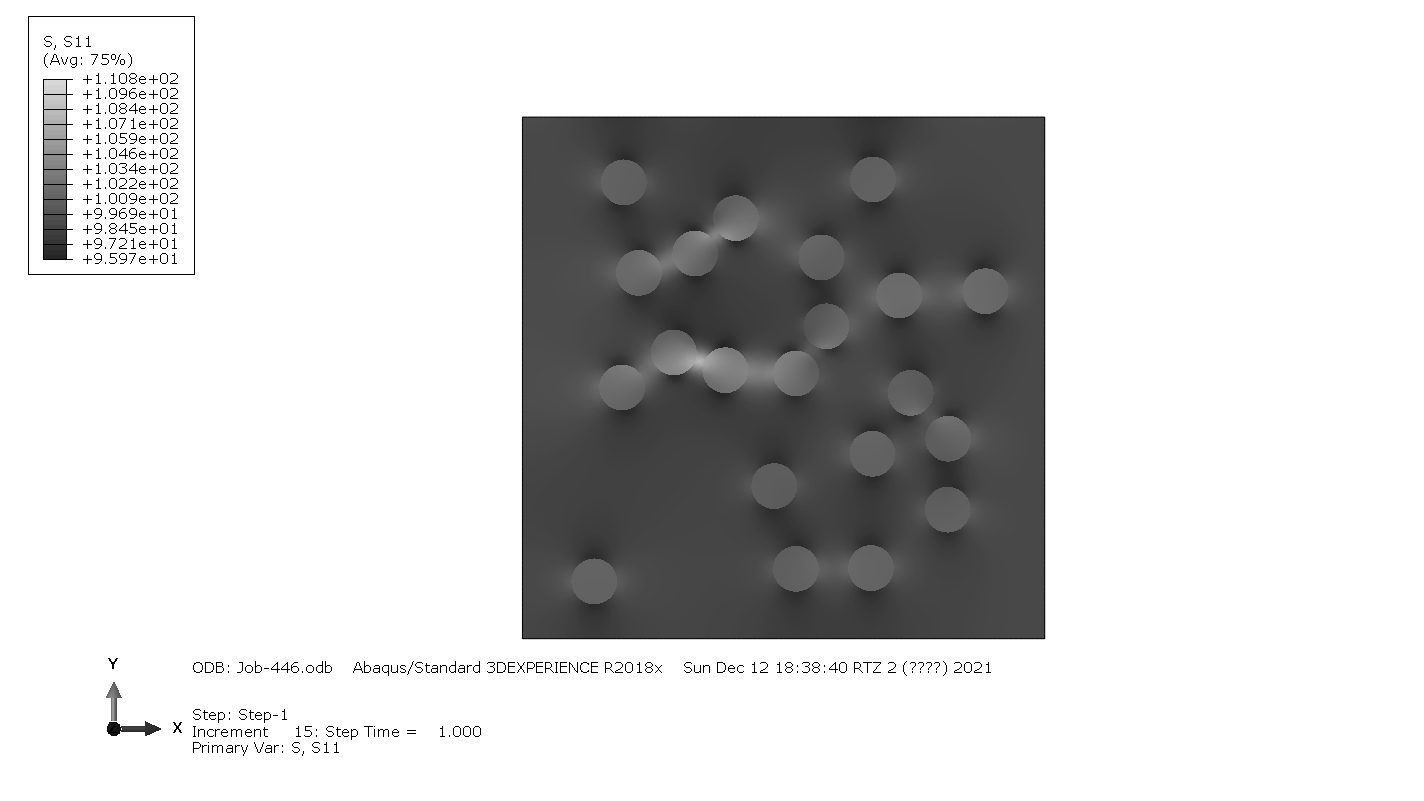 S, S11
(Avg: 75%)
+1.108e+02
+1.096e+02
+1.084e+02
+1.071e+02
+1.059e+02
+1.046e+02
+1.034e+02
+1.022e+02
+1.009e+02
+9.969e+01
+9.845e+01
+9.721e+01
+9.597e+01
Y
X
ODB: Job-446.odb Abaqus/Standard 3DEXPERIENCE R2018x Sun Dec 12 18:38:40 RTZ 2 (????) 2021
Step: Step-1
Increment 15: Step Time = 1.000
Primary Var: S, S11